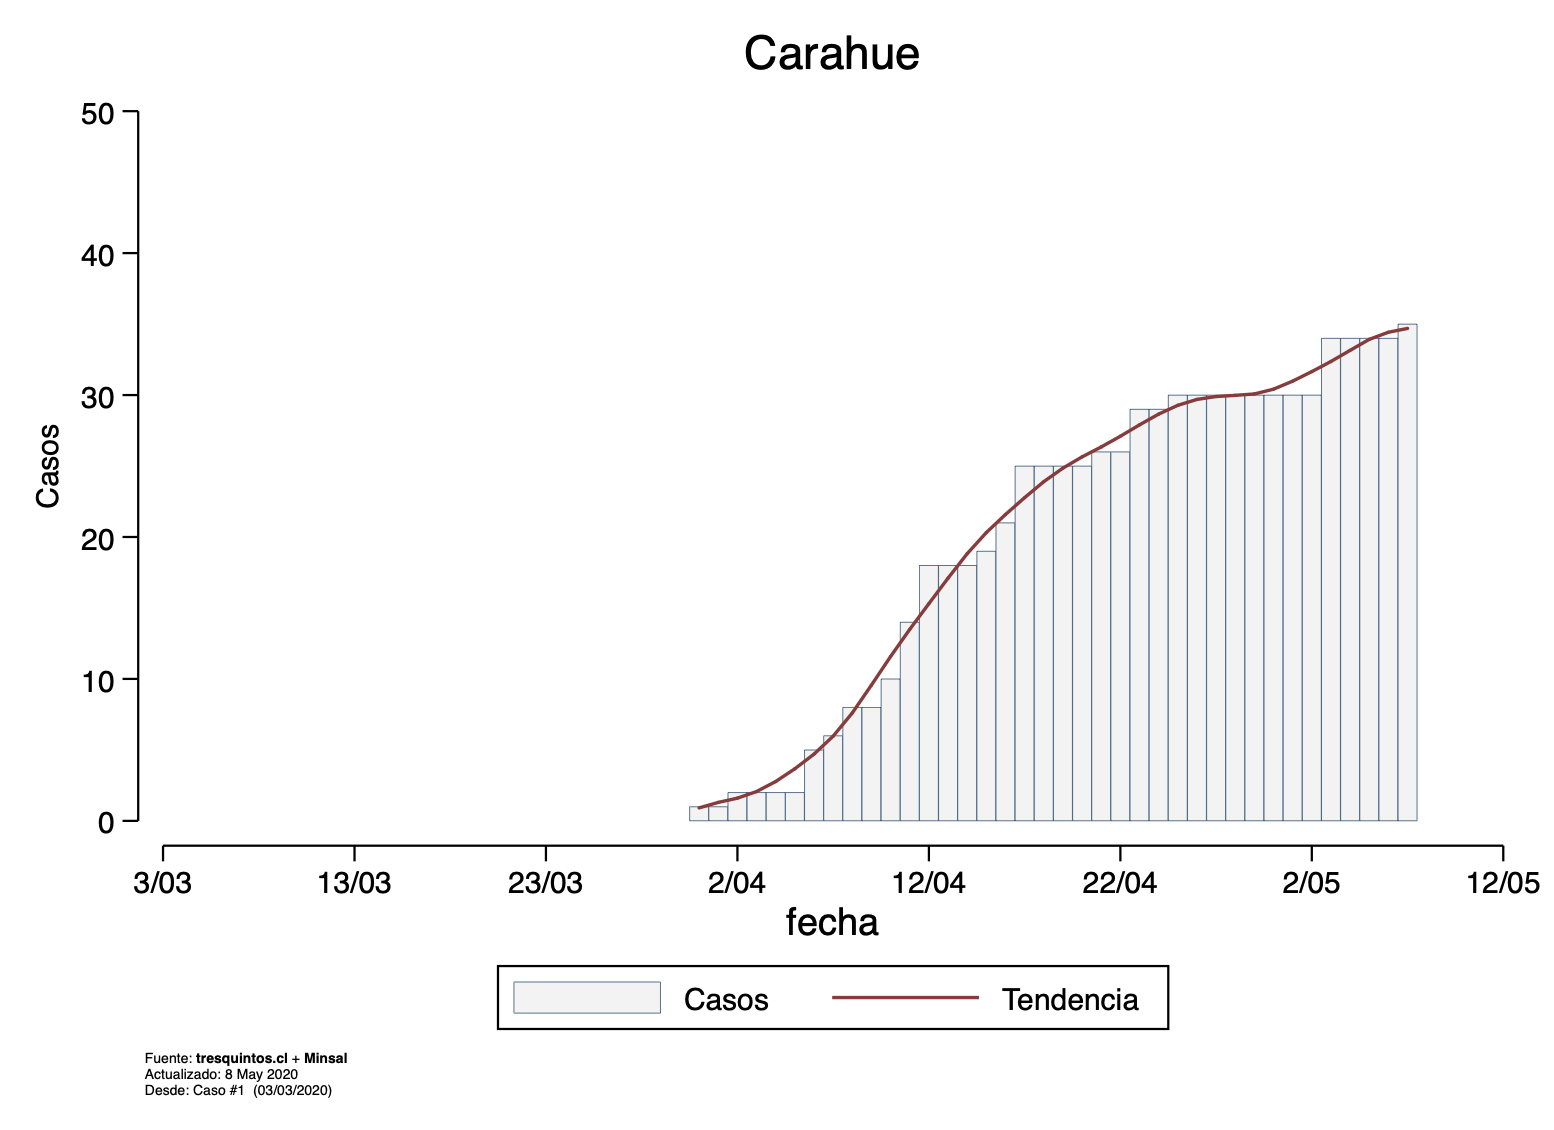 Carahue
50
40
30
20
10
0
Casos
3/03 13/03 23/03 2/04 12/04 22/04 2/05 12/05
fecha
Casos Tendencia
Fuente: tresquintos.cl + Minsal
Actualizado: 8 May 2020
Desde: Caso #1 (03/03/2020)